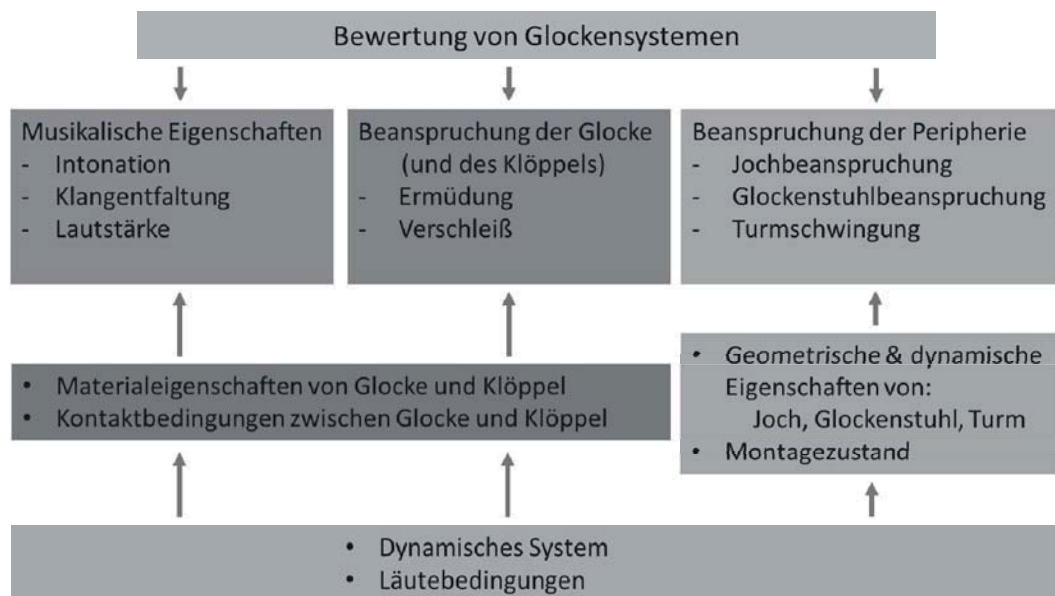 Bewertung von Glockensystemen
Musikalische Eigenschaften
- Intonation
- Klangentfaltung
- Lautstärke
Beanspruchung der Glocke
(und des Klöppels)
- Ermüdung
- Verschleiß
Beanspruchung der Peripherie
- Jochbeanspruchung
- Glockenstuhlbeanspruchung
- Turmschwingung
• Materialeigenschaften von Glocke und Klöppel
• Kontaktbedingungen zwischen Glocke und Klöppel
• Geometrische & dynamische
Eigenschaften von:
Joch, Glockenstuhl, Turm
• Montagezustand
• Dynamisches System
• Läutebedingungen